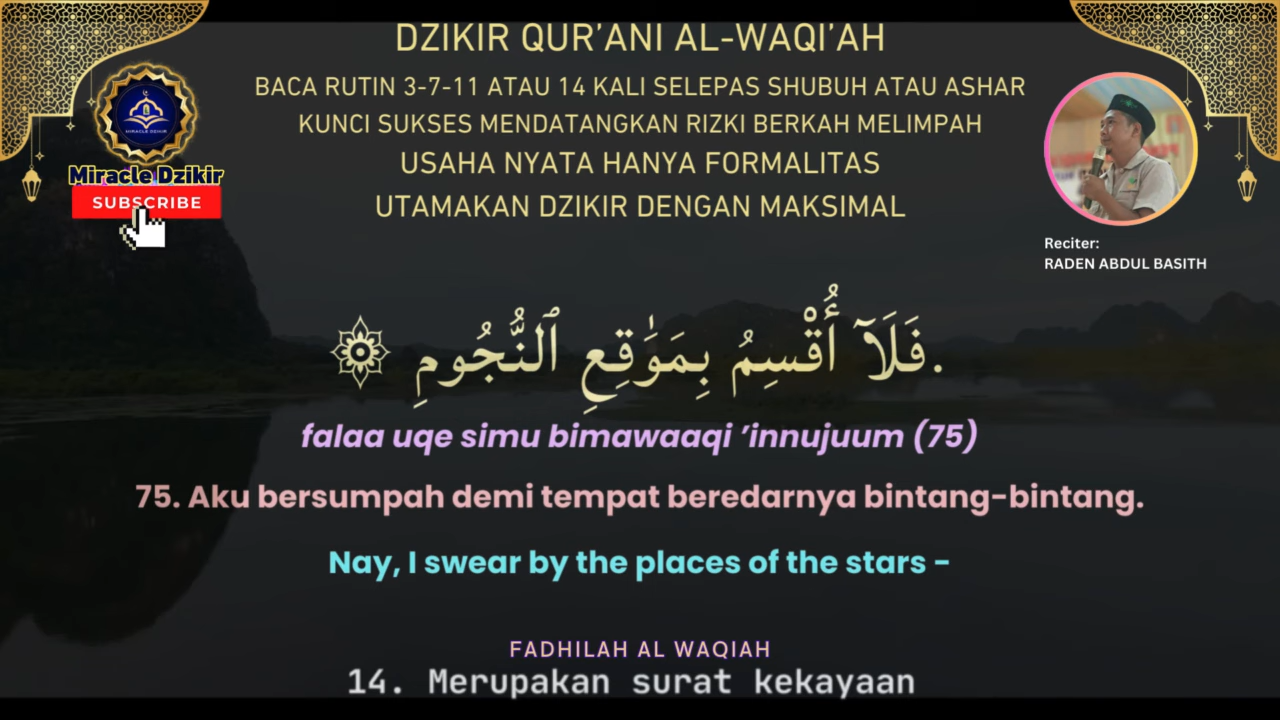 DZIKIR QUR'ANI AL-WAQI'AH
BACA RUTIN 3-7-11 ATAU 14 KALI SELEPAS SHUBUH ATAU ASHAR
KUNCI SUKSES MENDATANGKAN RIZKI BERKAH MELIMPAH
USAHA NYATA HANYA FORMALITAS
UTAMAKAN DZIKIR DENGAN MAKSIMAL
MIRACLE DZIKIR
Miracle Dzikir
SUBSCRIBE
Reciter:
RADEN ABDUL BASITH
.فَلَآ أُقْسِمُ بِمَوَٰقِعِ ٱلنُّجُومِ ۞
falaa uqe simu bimawaaqi ’innujuum (75)
75. Aku bersumpah demi tempat beredarnya bintang-bintang.
Nay, I swear by the places of the stars -
FADHILAH AL WAQIAH
14. Merupakan surat kekayaan